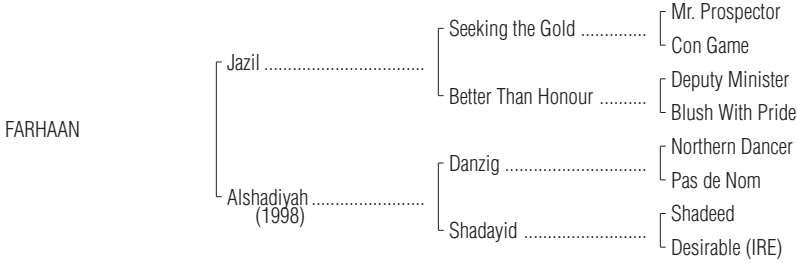 Mr. Prospector
Seeking the Gold ..............
Con Game
Jazil .................................
Deputy Minister
Better Than Honour ..........
Blush With Pride
FARHAAN
Northern Dancer
Danzig ..............................
Pas de Nom
Alshadiyah ........................
(1998)
Shadeed
Shadayid ..........................
Desirable (IRE)